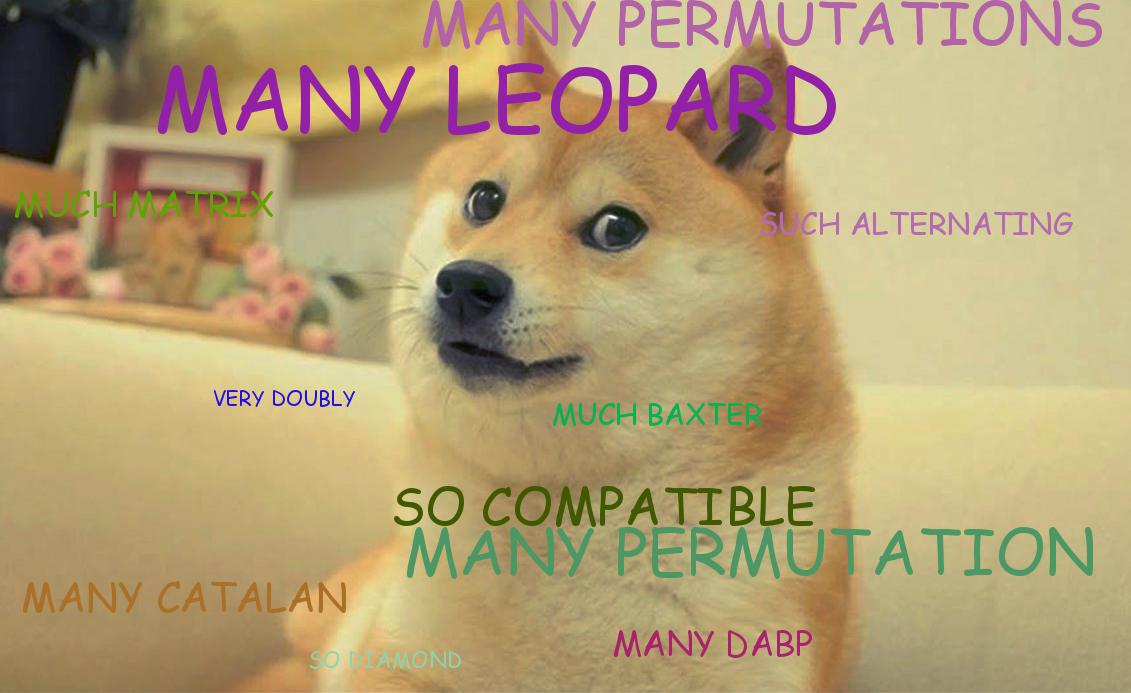 MANY PERMUTATIONS
MANY LEOPARD
MUCH MATRIX
SUCH ALTERNATING
VERY DOUBLY
MUCH BAXTER
SO COMPATIBLE
MANY PERMUTATION
MANY CATALAN
MANY DABP
SO DIAMOND